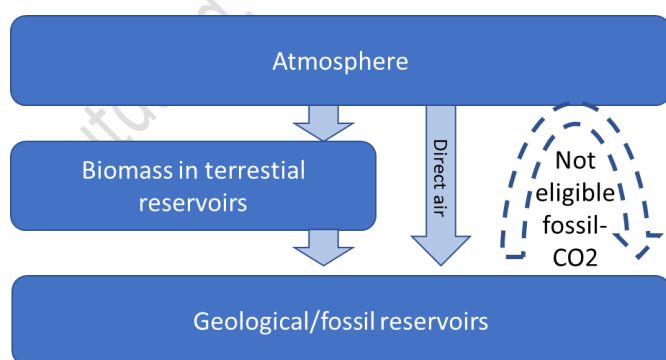 Atmosphere
Biomass in terrestial
reservoirs
Direct air
Not
eligible
fossil-
CO2
Geological/fossil reservoirs